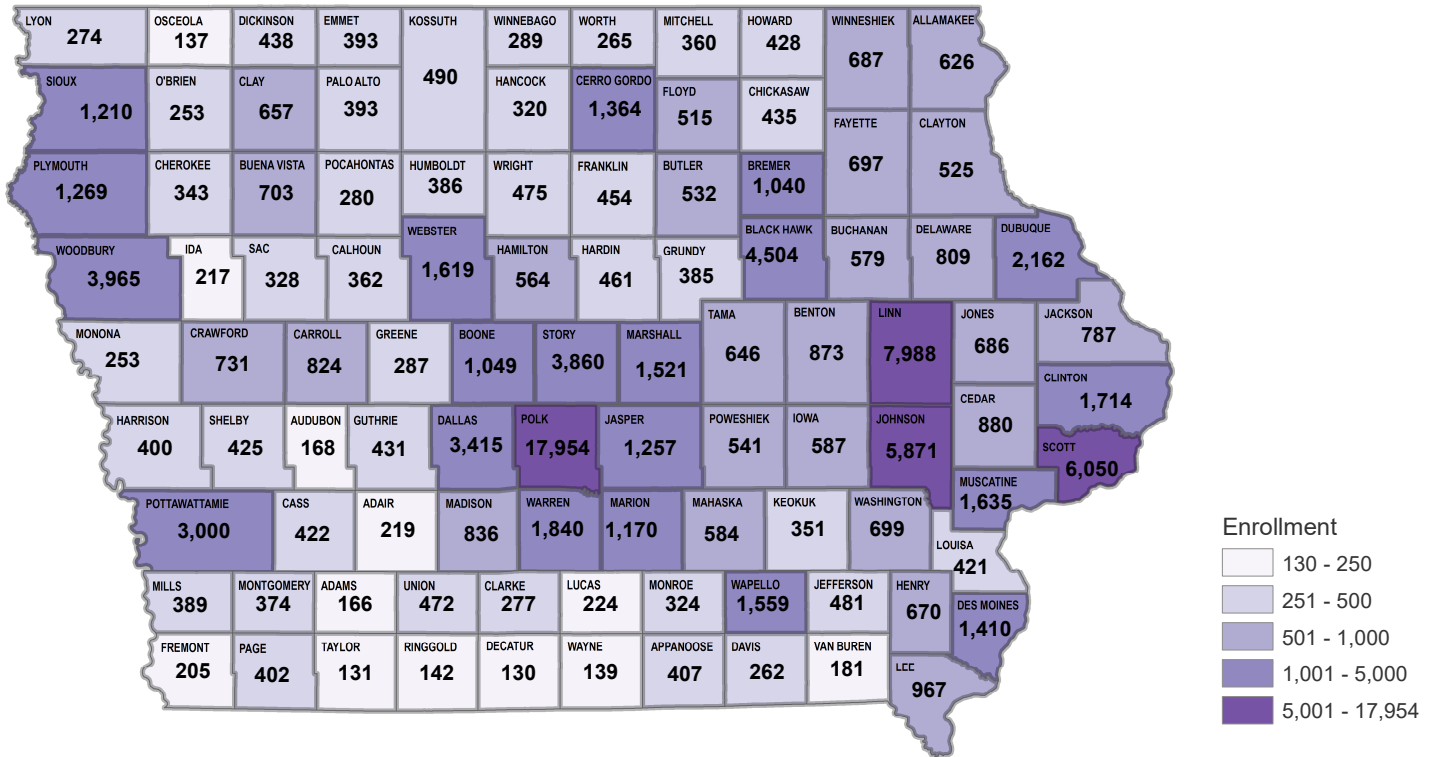 LYON
274
OSCEOLA
137
DICKINSON
438
EMMET
393
KOSSUTH
490
WINNEBAGO
289
WORTH
265
MITCHELL
360
HOWARD
428
WINNESHIEK
687
ALLAMAKEE
626
SIOUX
1,210
O'BRIEN
253
CLAY
657
PALO ALTO
393
HANCOCK
320
CERRO GORDO
1,364
FLOYD
515
CHICKASAW
435
FAYETTE
697
CLAYTON
525
PLYMOUTH
1,269
CHEROKEE
343
BUENA VISTA
703
POCAHONTAS
280
HUMBOLDT
386
WRIGHT
475
FRANKLIN
454
BUTLER
532
BREMER
1,040
WOODBURY
3,965
IDA
217
SAC
328
CALHOUN
362
WEBSTER
1,619
HAMILTON
564
HARDIN
461
GRUNDY
385
BLACK HAWK
4,504
BUCHANAN
579
DELAWARE
809
DUBUQUE
2,162
MONONA
253
CRAWFORD
731
CARROLL
824
GREENE
287
BOONE
1,049
STORY
3,860
MARSHALL
1,521
TAMA
646
BENTON
873
LINN
7,988
JONES
686
JACKSON
787
CLINTON
1,714
HARRISON
400
SHELBY
425
AUDUBON
168
GUTHRIE
431
DALLAS
3,415
POLK
17,954
JASPER
1,257
POWESHIEK
541
IOWA
587
JOHNSON
5,871
CEDAR
880
SCOTT
6,050
POTTAWATTAMIE
3,000
CASS
422
ADAIR
219
MADISON
836
WARREN
1,840
MARION
1,170
MAHASKA
584
KEOKUK
351
WASHINGTON
699
MUSCATINE
1,635
LOUISA
421
MILLS
389
MONTGOMERY
374
ADAMS
166
UNION
472
CLARKE
277
LUCAS
224
MONROE
324
WAPELLO
1,559
JEFFERSON
481
HENRY
670
DES MOINES
1,410
FREMONT
205
PAGE
402
TAYLOR
131
RINGGOLD
142
DECATUR
130
WAYNE
139
APPANOOSE
407
DAVIS
262
VAN BUREN
181
LEE
967
Enrollment
130 - 250
251 - 500
501 - 1,000
1,001 - 5,000
5,001 - 17,954